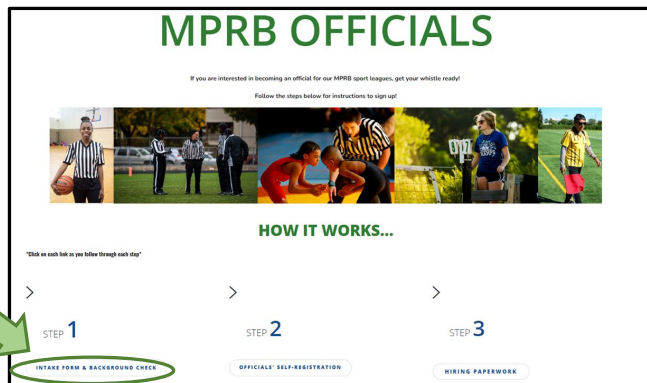 MPRB OFFICIALS
If you are interested in becoming an official for our MPRB sport leagues, get your whistle ready!
Follow the steps below for instructions to sign up!
HOW IT WORKS...
*Click on each link as you follow through each step*
STEP 1
STEP 2
STEP 3
INTAKE FORM & BACKGROUND CHECK
OFFICIALS' SELF-REGISTRATION
HIRING PAPERWORK